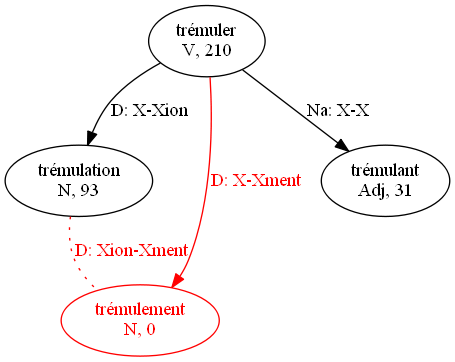 trémuler
V, 210
D: X-Xion
Na: X-X
trémulation
N, 93
D: X-Xment
trémulant
Adj, 31
D: Xion-Xment
trémulement
N, 0